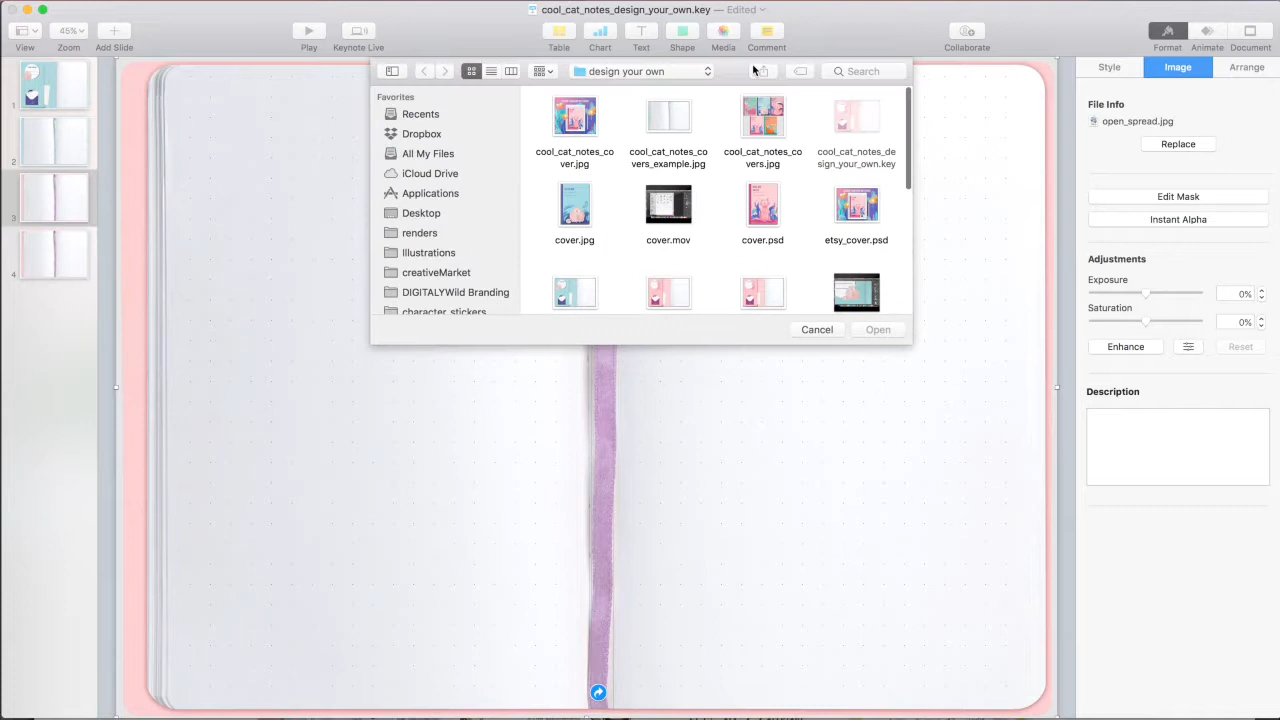 cool_cat_notes_design_your_own.key — Edited
45%
View Zoom Add Slide Play Keynote Live Table Chart Text Shape Media Comment Collaborate Format Animate Document
design your own
Search
Style Image Arrange
Favorites
Recents
Dropbox
All My Files
iCloud Drive
Applications
Desktop
renders
Illustrations
creativeMarket
DIGITALYWild Branding
character_stickers
cool_cat_notes_co
ver.jpg
cool_cat_notes_co
vers_example.jpg
cool_cat_notes_co
vers.jpg
cool_cat_notes_de
sign_your_own.key
cover.jpg
cover.mov
cover.psd
etsy_cover.psd
Cancel
Open
1
2
3
4
File Info
open_spread.jpg
Replace
Edit Mask
Instant Alpha
Adjustments
Exposure
0%
Saturation
0%
Enhance
Reset
Description